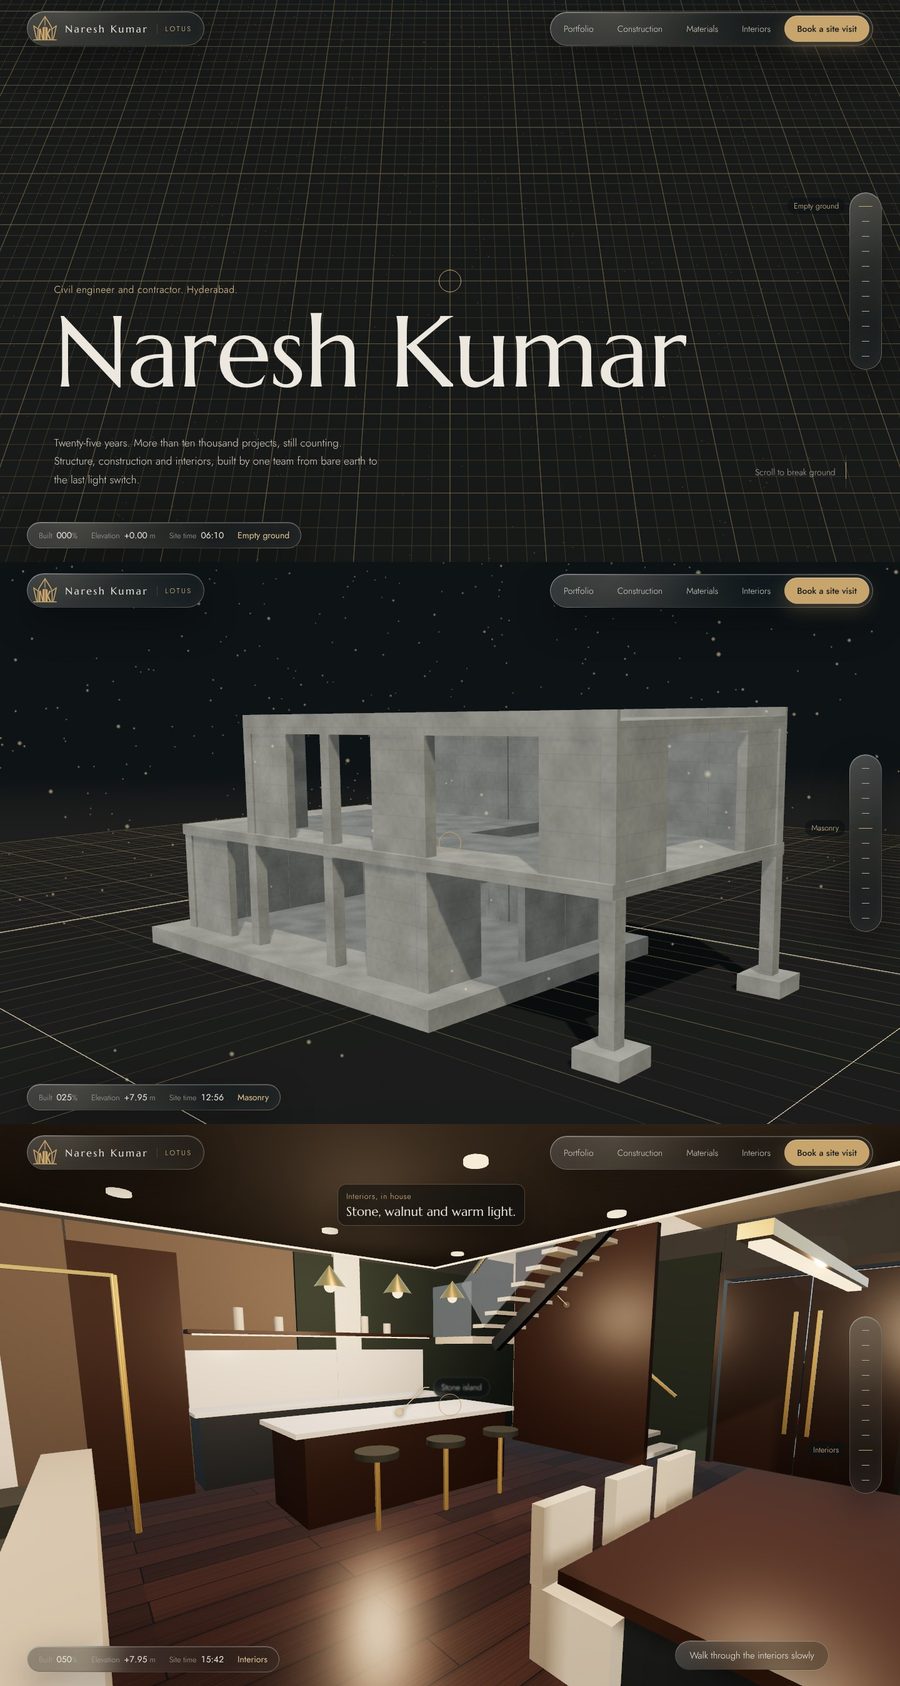 NK
Naresh Kumar
LOTUS
Portfolio
Construction
Materials
Interiors
Book a site visit
Empty ground
Civil engineer and contractor. Hyderabad.
Naresh Kumar
Twenty-five years. More than ten thousand projects, still counting.
Structure, construction and interiors, built by one team from bare earth to
the last light switch.
Scroll to break ground
Built 000% Elevation +0.00 m Site time 06:10 Empty ground
NK
Naresh Kumar
LOTUS
Portfolio
Construction
Materials
Interiors
Book a site visit
Masonry
Built 025% Elevation +7.95 m Site time 12:56 Masonry
NK
Naresh Kumar
LOTUS
Portfolio
Construction
Materials
Interiors
Book a site visit
Interiors, in house
Stone, walnut and warm light.
Stone island
Interiors
Walk through the interiors slowly
Built 050% Elevation +7.95 m Site time 15:42 Interiors